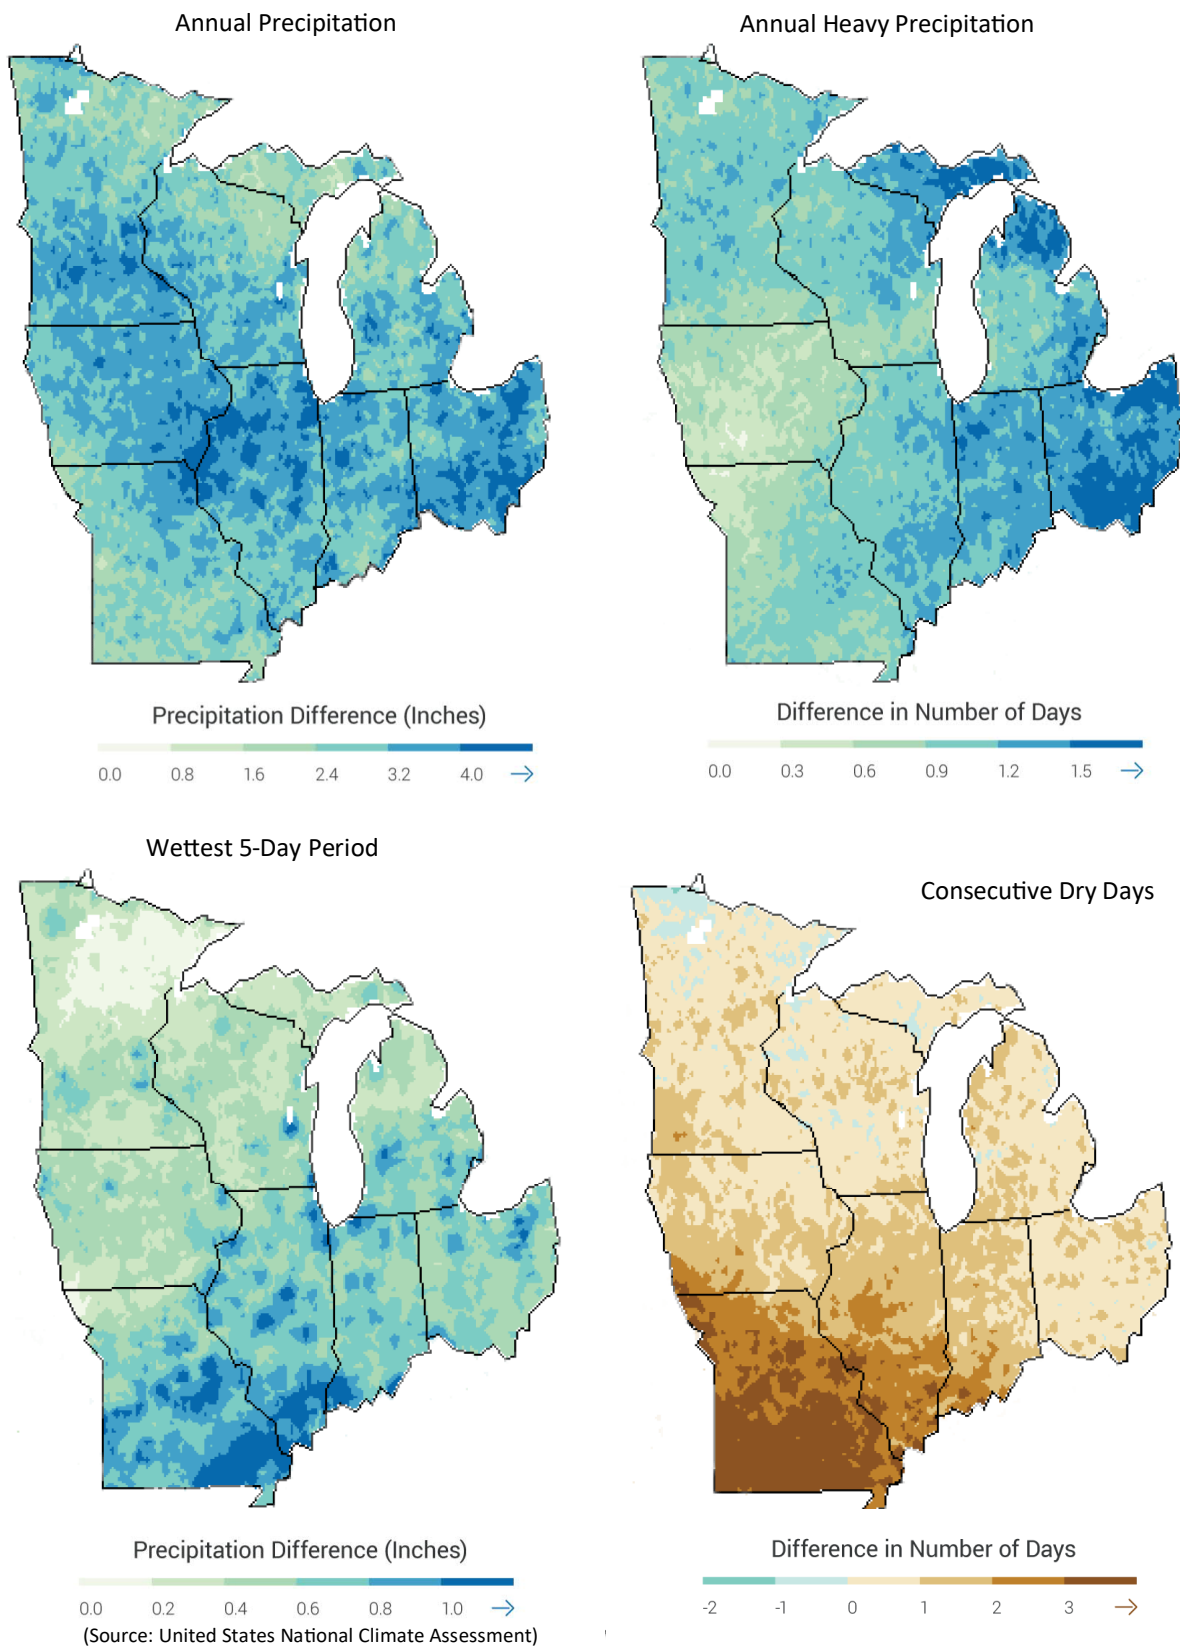 Annual Precipitation
Annual Heavy Precipitation
Precipitation Difference (Inches)
0.0 0.8 1.6 2.4 3.2 4.0
Difference in Number of Days
0.0 0.3 0.6 0.9 1.2 1.5
Wettest 5-Day Period
Consecutive Dry Days
Precipitation Difference (Inches)
0.0 0.2 0.4 0.6 0.8 1.0
(Source: United States National Climate Assessment)
Difference in Number of Days
-2 -1 0 1 2 3